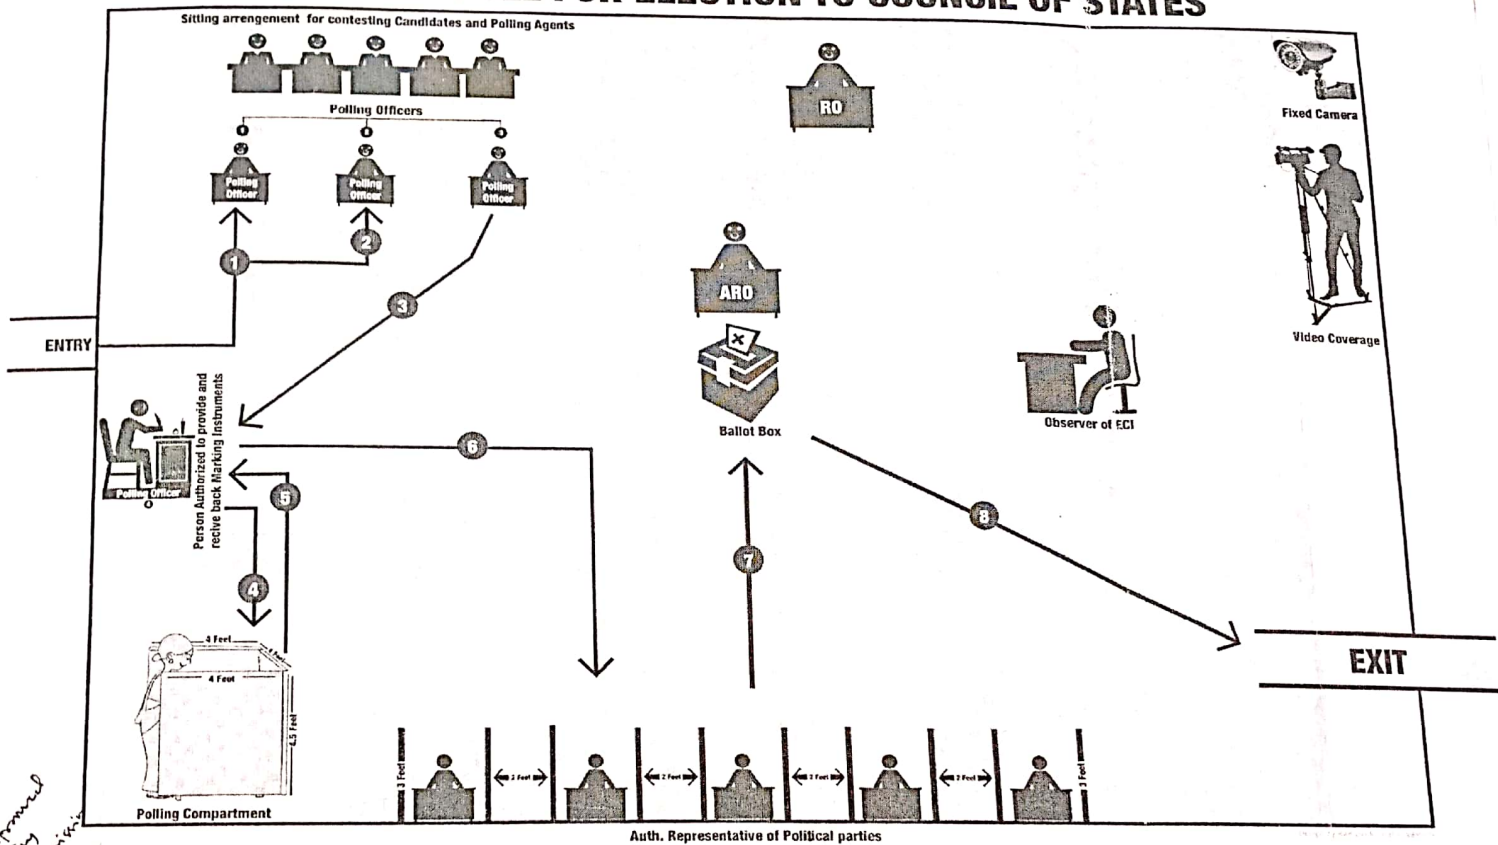 FOR ELECTION TO COUNCIL OF STATES
Sitting arrangement for contesting Candidates and Polling Agents
RO
Fixed Camera
Polling Officers
Polling
Officer
Polling
Officer
Polling
Officer
1
2
3
ARO
ENTRY
Video Coverage
Ballot Box
Observer of ECI
Person Authorized to provide and
recive back Marking Instruments
Polling Officer
6
5
8
7
4
4 Feet
4 Feet
4.5 Feet
EXIT
3 Feet
2 Feet
2 Feet
2 Feet
2 Feet
3 Feet
Polling Compartment
Auth. Representative of Political parties